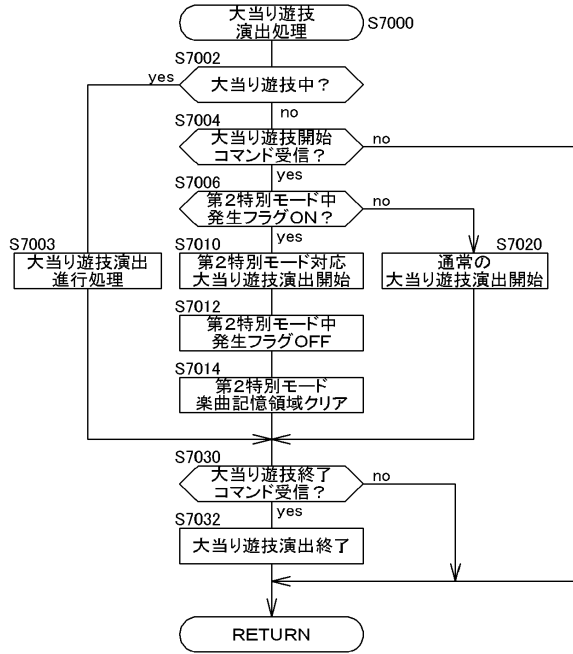 大当り遊技
演出処理
S7000
S7002
大当り遊技中？
yes
no
S7004
大当り遊技開始
コマンド受信？
no
yes
S7006
第２特別モード中
発生フラグＯＮ？
no
yes
S7003
大当り遊技演出
進行処理
S7010
第２特別モード対応
大当り遊技演出開始
S7020
通常の
大当り遊技演出開始
S7012
第２特別モード中
発生フラグＯＦＦ
S7014
第２特別モード
楽曲記憶領域クリア
S7030
大当り遊技終了
コマンド受信？
no
yes
S7032
大当り遊技演出終了
RETURN